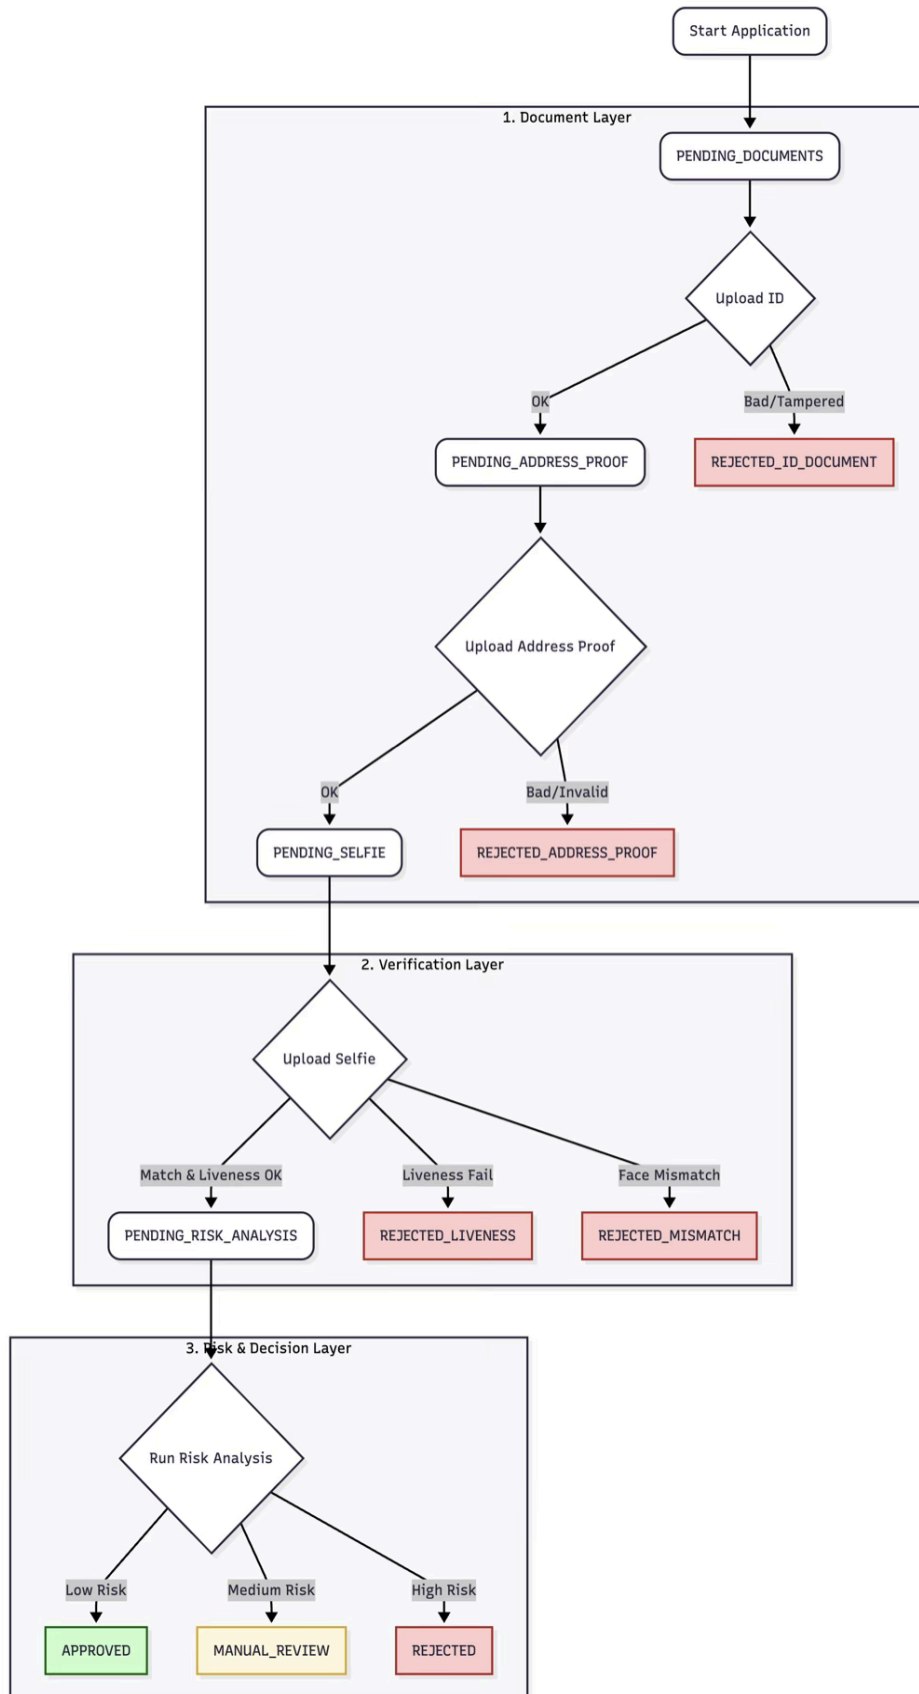 Start Application
1. Document Layer
PENDING_DOCUMENTS
Upload ID
OK
Bad/Tampered
PENDING_ADDRESS_PROOF
REJECTED_ID_DOCUMENT
Upload Address Proof
OK
Bad/Invalid
PENDING_SELFIE
REJECTED_ADDRESS_PROOF
2. Verification Layer
Upload Selfie
Match & Liveness OK
Liveness Fail
Face Mismatch
PENDING_RISK_ANALYSIS
REJECTED_LIVENESS
REJECTED_MISMATCH
3. Risk & Decision Layer
Run Risk Analysis
Low Risk
Medium Risk
High Risk
APPROVED
MANUAL_REVIEW
REJECTED